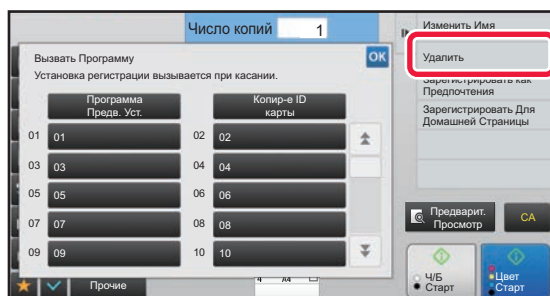 Число копий 1
Изменить Имя
Удалить
Зарегистрировать как
Предпочтения
Зарегистрировать Для
Домашней Страницы
Вызвать Программу
OK
Установка регистрации вызывается при касании.
Программа
Предв. Уст.
Копир-е ID
карты
01 01
02 02
03 03
04 04
05 05
06 06
07 07
08 08
09 09
10 10
Предварит.
Просмотр
CA
Ч/Б
Старт
Цвет
Старт
Прочие
A4